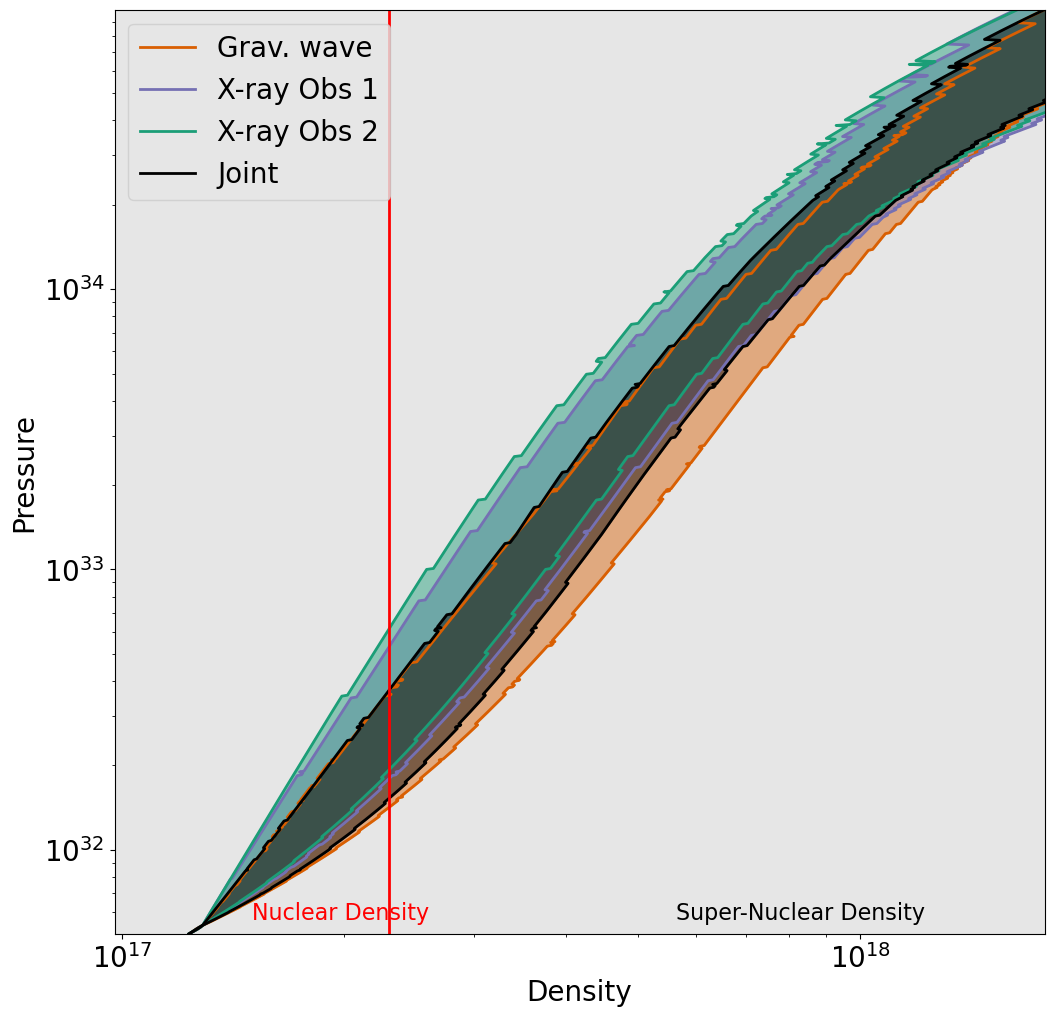 Grav. wave
X-ray Obs 1
X-ray Obs 2
Joint
Pressure
10^34
10^33
10^32
Nuclear Density
Super-Nuclear Density
10^17
10^18
Density